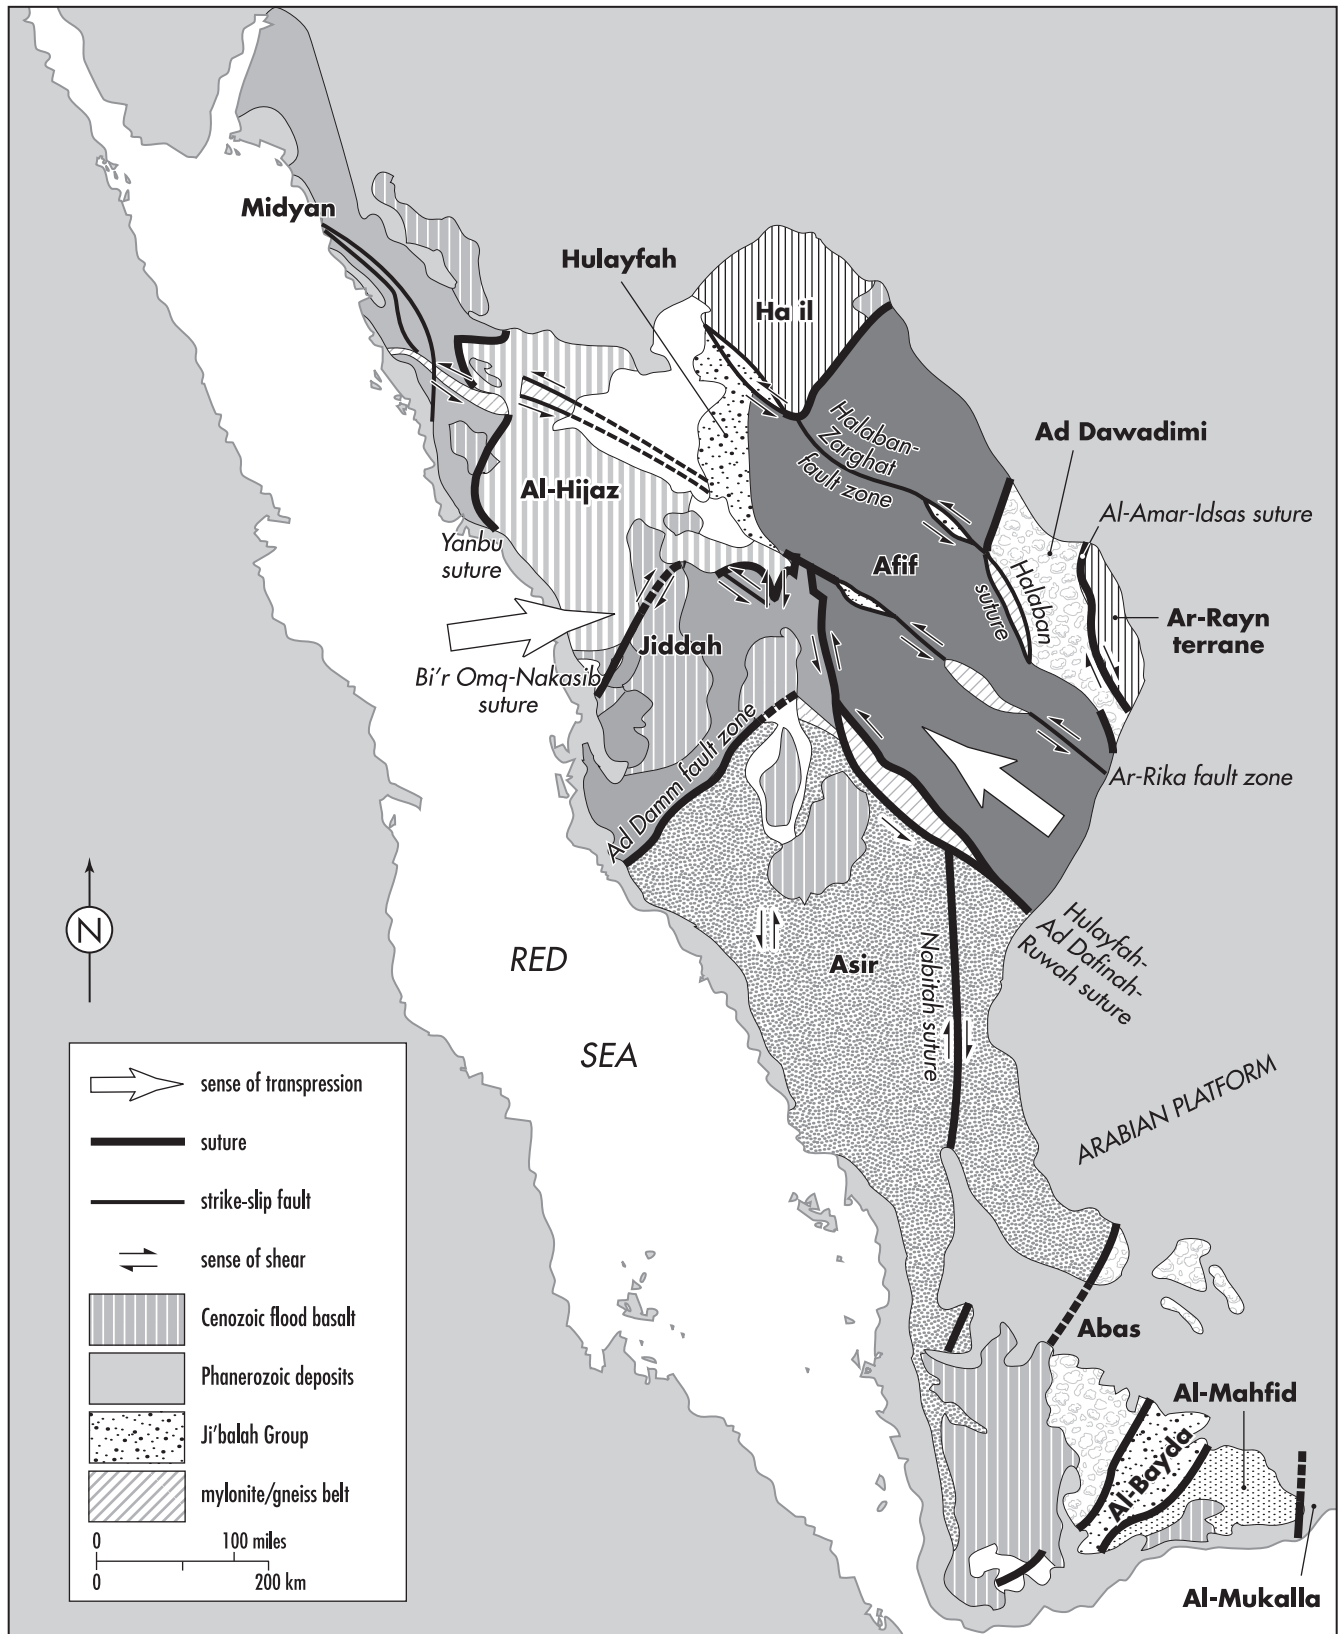 Midyan
Hulayfah
Ha il
Halaban-
Zarghat
fault zone
Ad Dawadimi
Al-Amar-Idsas suture
Al-Hijaz
Yanbu
suture
Afif
Halaban
suture
Ar-Rayn
terrane
Jiddah
Bi’r Omq-Nakasib
suture
Ad Damm fault zone
Ar-Rika fault zone
Hulayfah-
Ad Dafinah-
Ruwah suture
N
RED
SEA
Asir
Nabitah suture
ARABIAN PLATFORM
sense of transpression
suture
strike-slip fault
sense of shear
Cenozoic flood basalt
Phanerozoic deposits
Ji’balah Group
mylonite/gneiss belt
0 100 miles
0 200 km
Abas
Al-Mahfid
Al-Bayda
Al-Mukalla